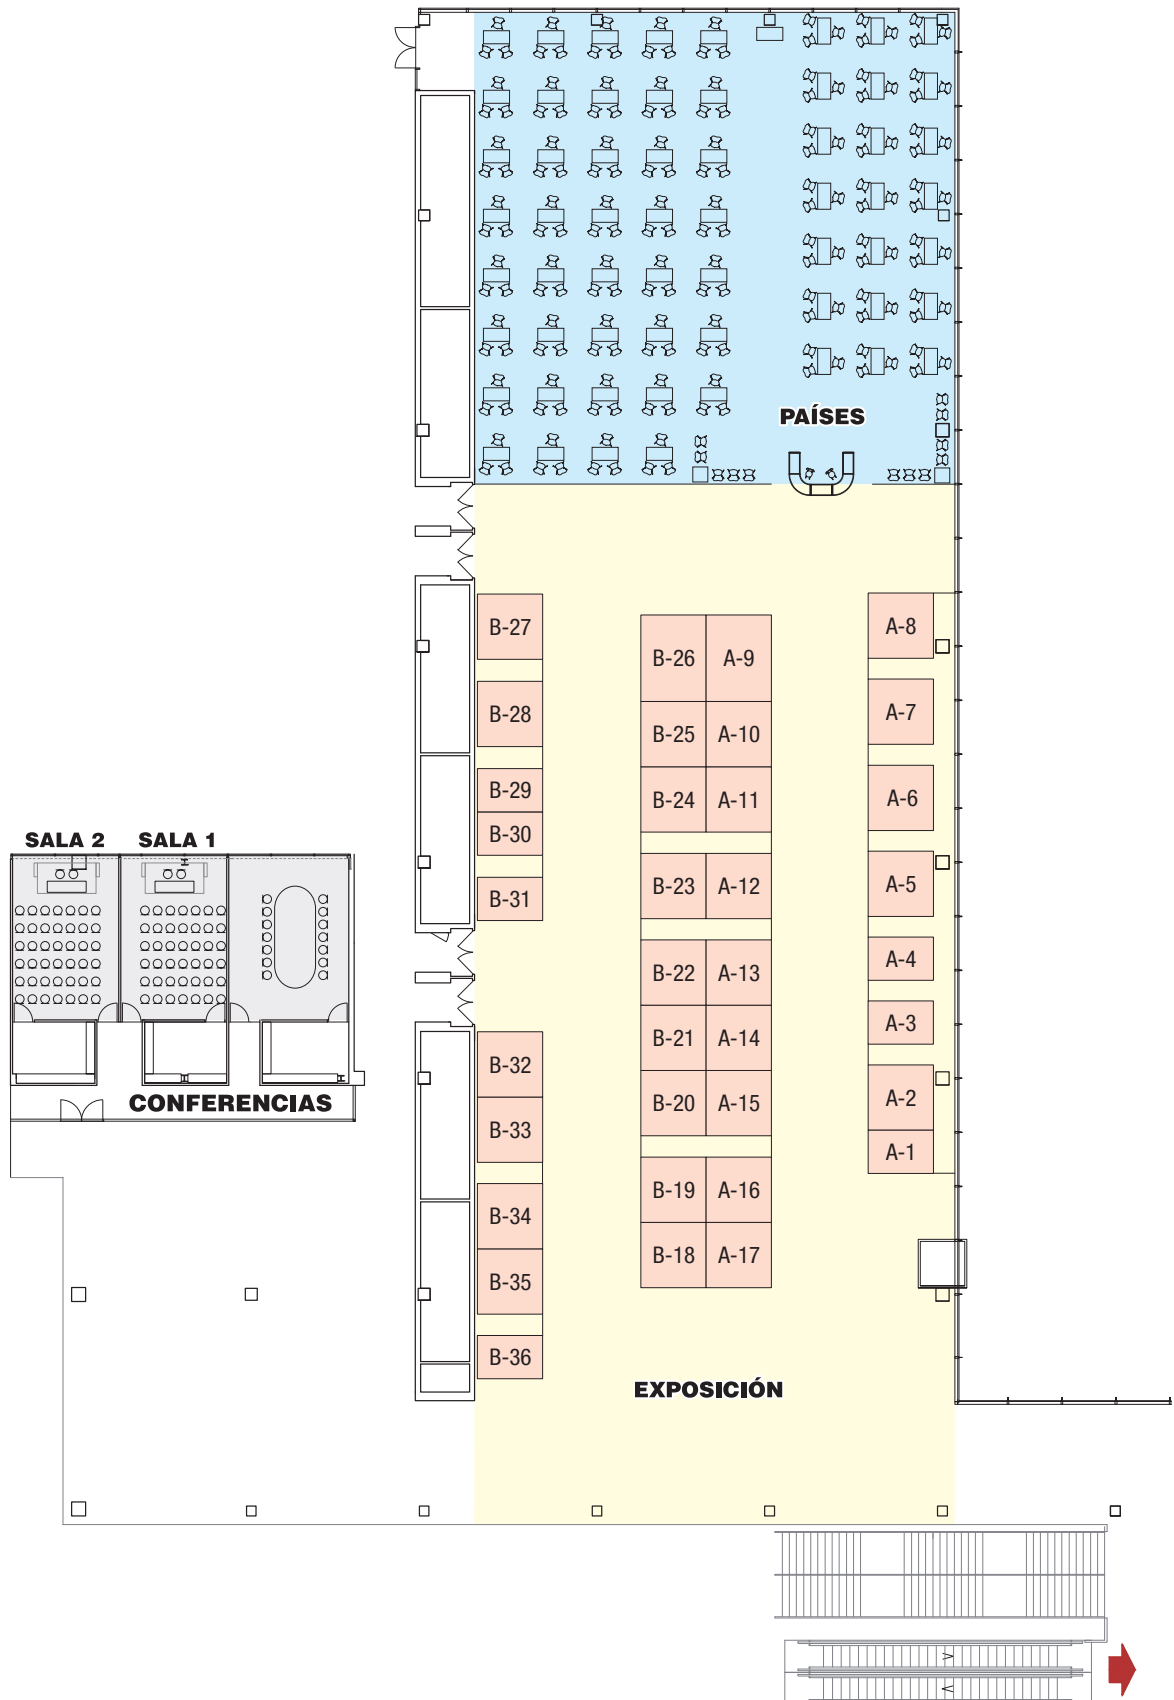 PAÍSES
B-27
B-28
B-29
B-30
B-31
B-32
B-33
B-34
B-35
B-36
B-26 A-9
B-25 A-10
B-24 A-11
B-23 A-12
B-22 A-13
B-21 A-14
B-20 A-15
B-19 A-16
B-18 A-17
A-8
A-7
A-6
A-5
A-4
A-3
A-2
A-1
SALA 2 SALA 1
CONFERENCIAS
EXPOSICIÓN